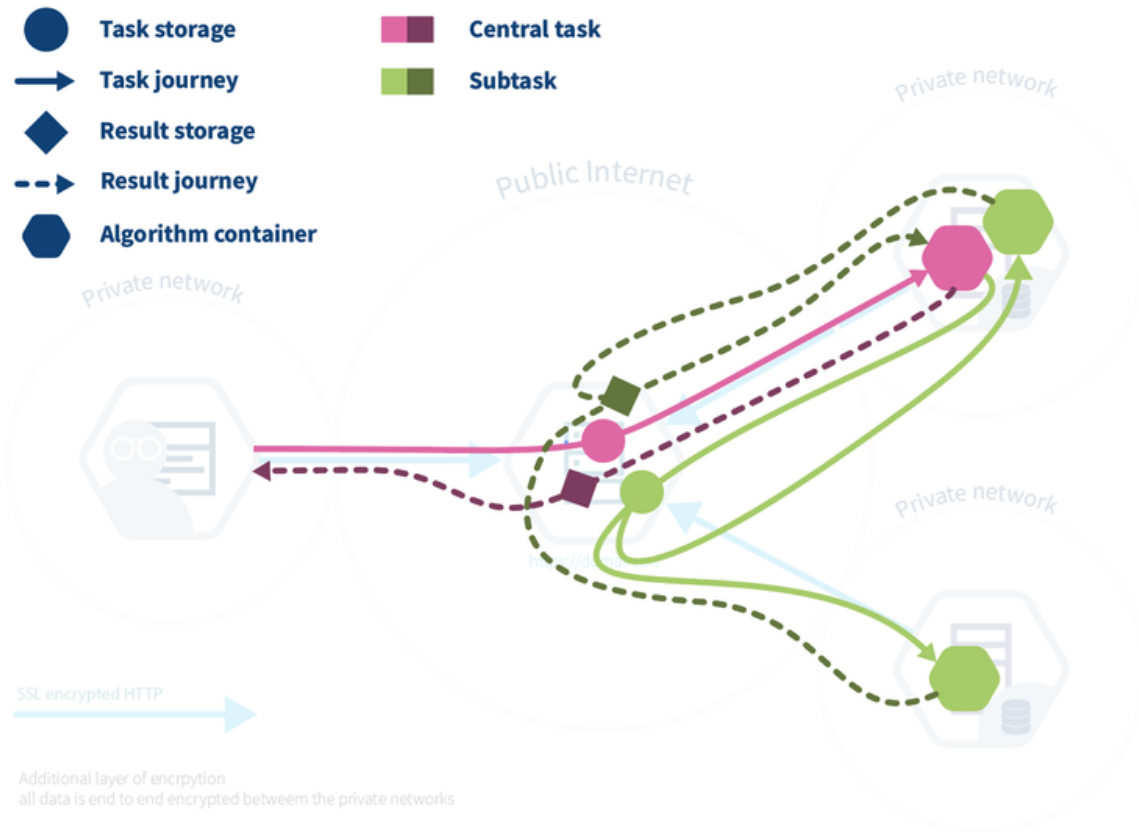 Task storage
Central task
Task journey
Subtask
Result storage
Result journey
Algorithm container
Private network
Public Internet
Private network
Private network
SSL encrypted HTTP
Additional layer of encrpytion
all data is end to end encrypted betweem the private networks